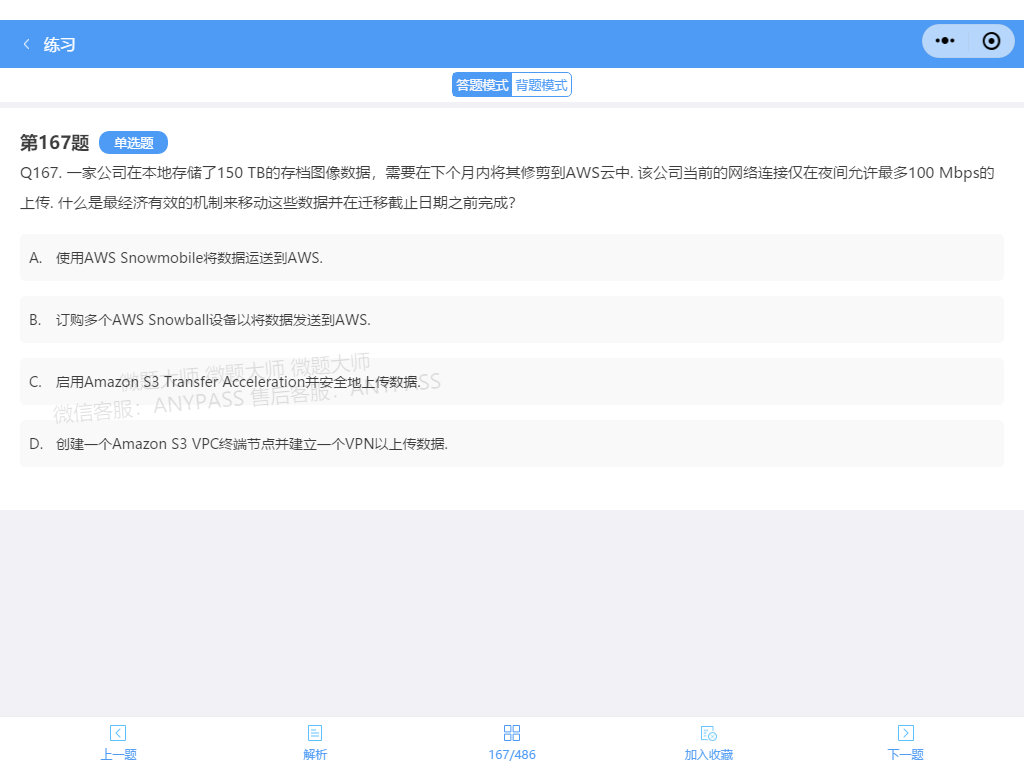 练习
答题模式 背题模式
第167题 单选题
Q167. 一家公司在本地存储了150 TB的存档图像数据，需要在下个月内将其修剪到AWS云中. 该公司当前的网络连接仅在夜间允许最多100 Mbps的
上传. 什么是最经济有效的机制来移动这些数据并在迁移截止日期之前完成?
A. 使用AWS Snowmobile将数据运送到AWS.
B. 订购多个AWS Snowball设备以将数据发送到AWS.
微题大师 微题大师 微题大师
C. 启用Amazon S3 Transfer Acceleration并安全地上传数据.
微信客服：ANYPASS 售后客服：ANYPASS
D. 创建一个Amazon S3 VPC终端节点并建立一个VPN以上传数据.
上一题 解析 167/486 加入收藏 下一题